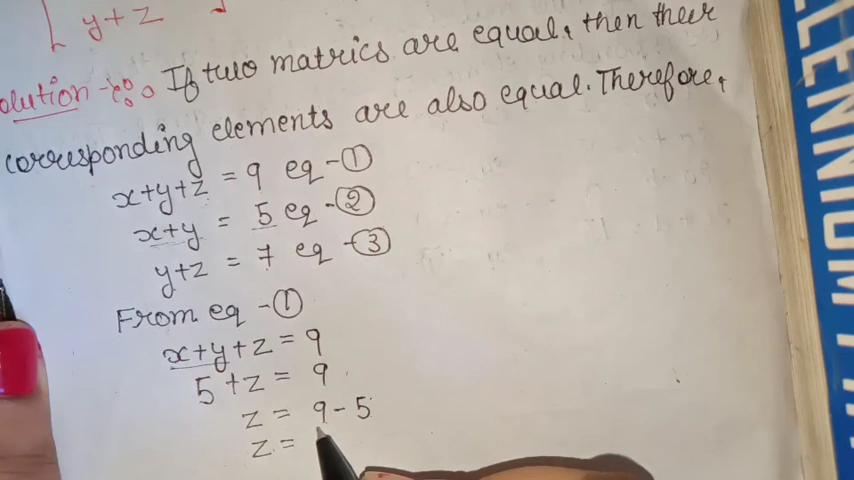 y+z
olution
If two matrics are equal, then their
corresponding elements are also equal. Therefore,
x+y+z = 9 eq-①
x+y = 5 eq-②
y+z = 7 eq-③
From eq-①
x+y+z = 9
5+z = 9
z = 9-5
z =